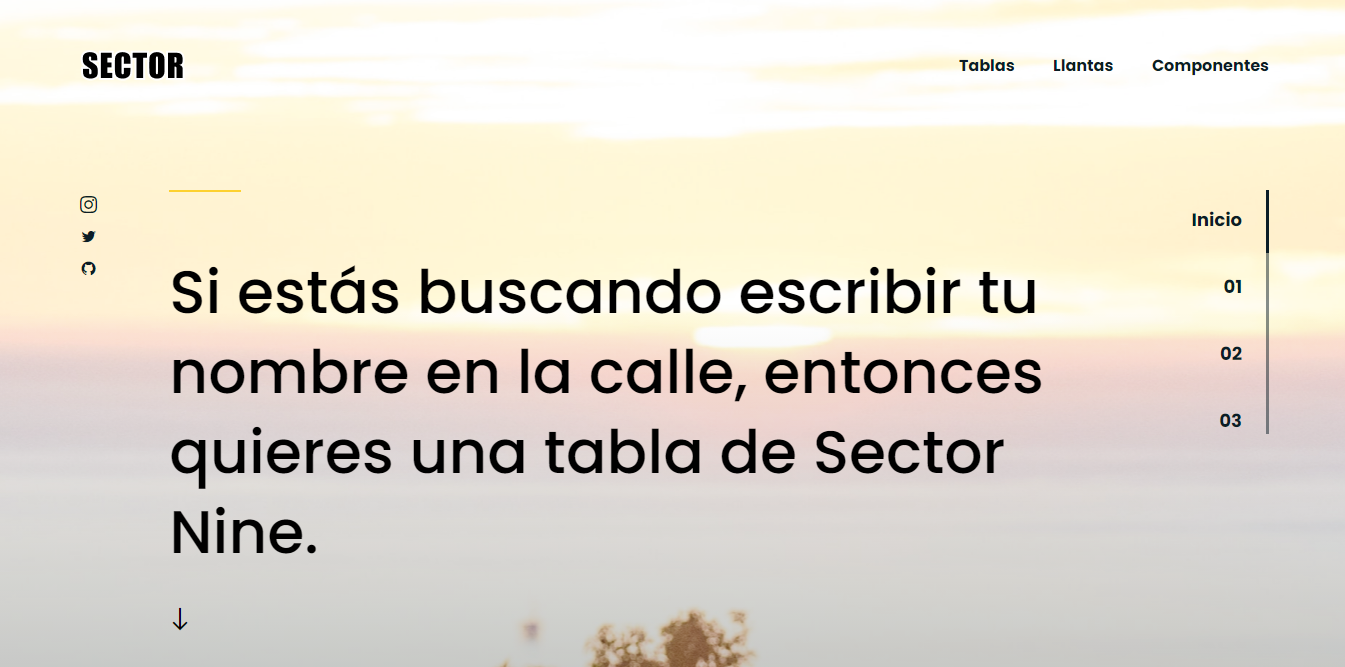 SECTOR
Tablas Llantas Componentes
Si estás buscando escribir tu
nombre en la calle, entonces
quieres una tabla de Sector
Nine.
Inicio
01
02
03